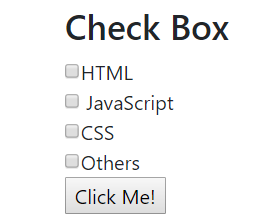 Check Box
HTML
JavaScript
CSS
Others
Click Me!